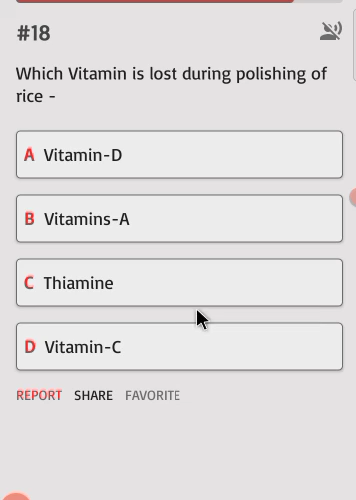 #18
Which Vitamin is lost during polishing of
rice -
A Vitamin-D
B Vitamins-A
C Thiamine
D Vitamin-C
REPORT SHARE FAVORITE